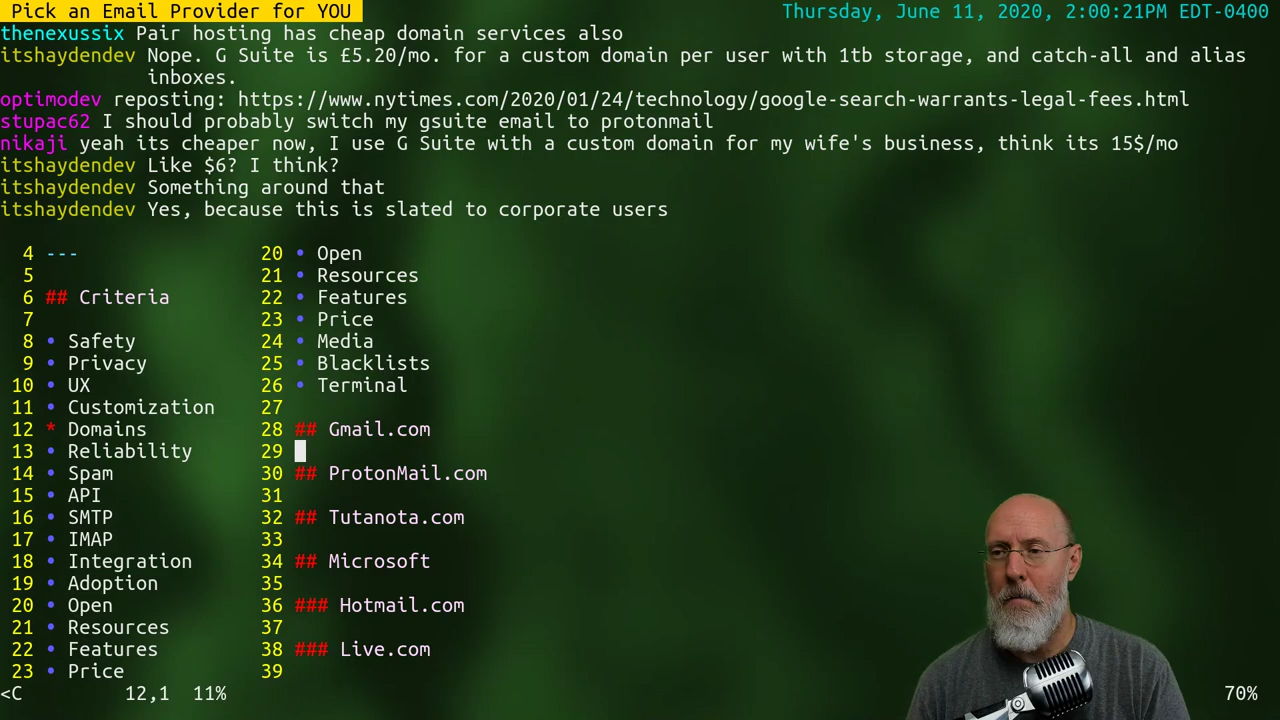 Pick an Email Provider for YOU
Thursday, June 11, 2020, 2:00:21PM EDT-0400
thenexussix Pair hosting has cheap domain services also
itshaydendev Nope. G Suite is £5.20/mo. for a custom domain per user with 1tb storage, and catch-all and alias
inboxes.
optimodev reposting: https://www.nytimes.com/2020/01/24/technology/google-search-warrants-legal-fees.html
stupac62 I should probably switch my gsuite email to protonmail
nikaji yeah its cheaper now, I use G Suite with a custom domain for my wife's business, think its 15$/mo
itshaydendev Like $6? I think?
itshaydendev Something around that
itshaydendev Yes, because this is slated to corporate users
4 ---
5
6 ## Criteria
7
8 • Safety
9 • Privacy
10 • UX
11 • Customization
12 * Domains
13 • Reliability
14 • Spam
15 • API
16 • SMTP
17 • IMAP
18 • Integration
19 • Adoption
20 • Open
21 • Resources
22 • Features
23 • Price
20 • Open
21 • Resources
22 • Features
23 • Price
24 • Media
25 • Blacklists
26 • Terminal
27
28 ## Gmail.com
29
30 ## ProtonMail.com
31
32 ## Tutanota.com
33
34 ## Microsoft
35
36 ### Hotmail.com
37
38 ### Live.com
39
<C 12,1 11%
70%